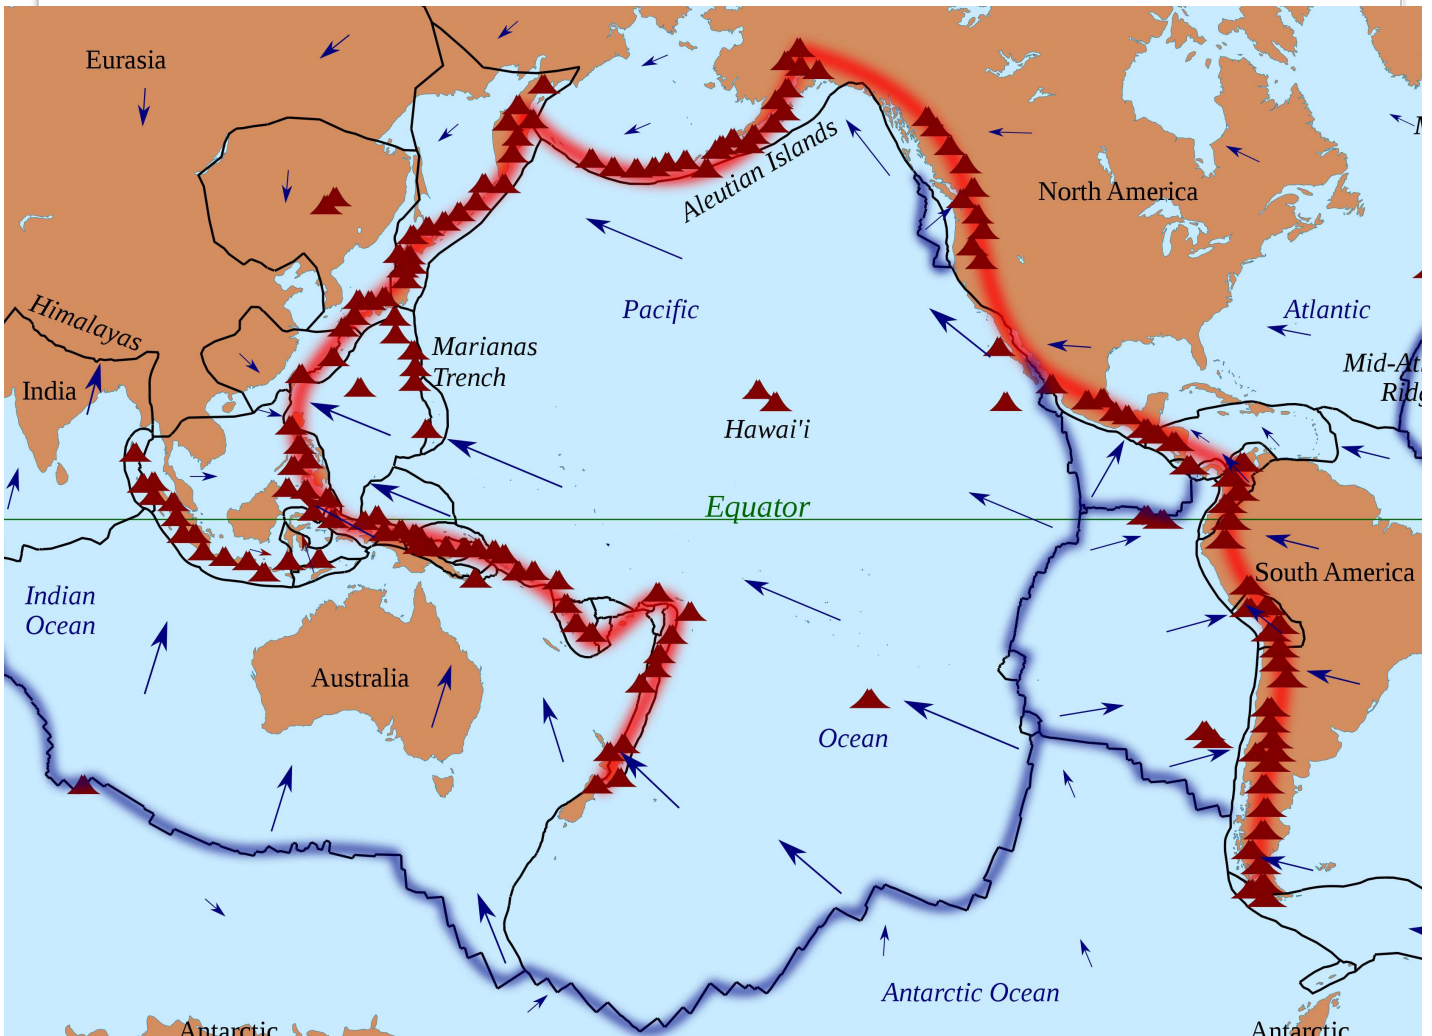 Eurasia
Aleutian Islands
North America
Himalayas
Pacific
Atlantic
Marianas
Trench
India
Hawai'i
Equator
South America
Indian
Ocean
Australia
Ocean
Antarctic Ocean
Antarctic
Antarctic